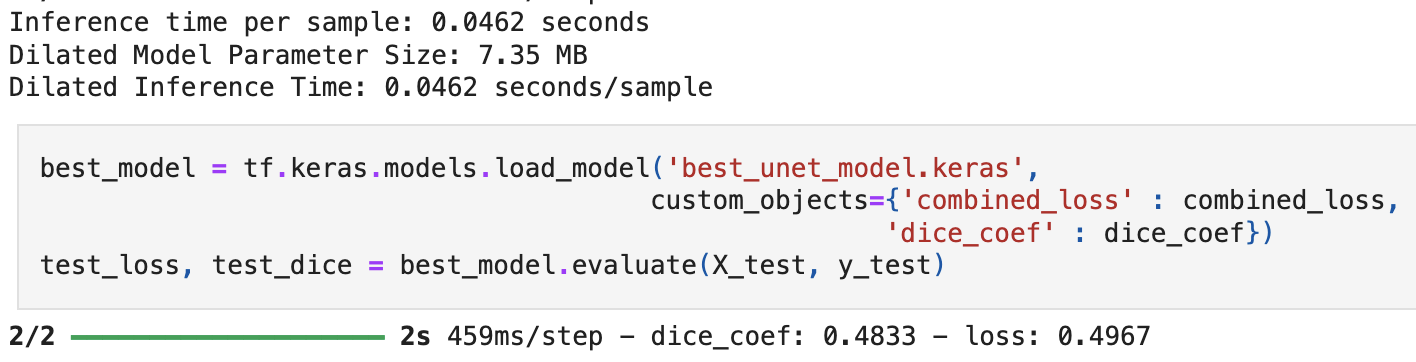 Inference time per sample: 0.0462 seconds
Dilated Model Parameter Size: 7.35 MB
Dilated Inference Time: 0.0462 seconds/sample
best_model = tf.keras.models.load_model('best_unet_model.keras',
custom_objects={'combined_loss' : combined_loss,
'dice_coef' : dice_coef})
test_loss, test_dice = best_model.evaluate(X_test, y_test)
2/2 2s 459ms/step - dice_coef: 0.4833 - loss: 0.4967